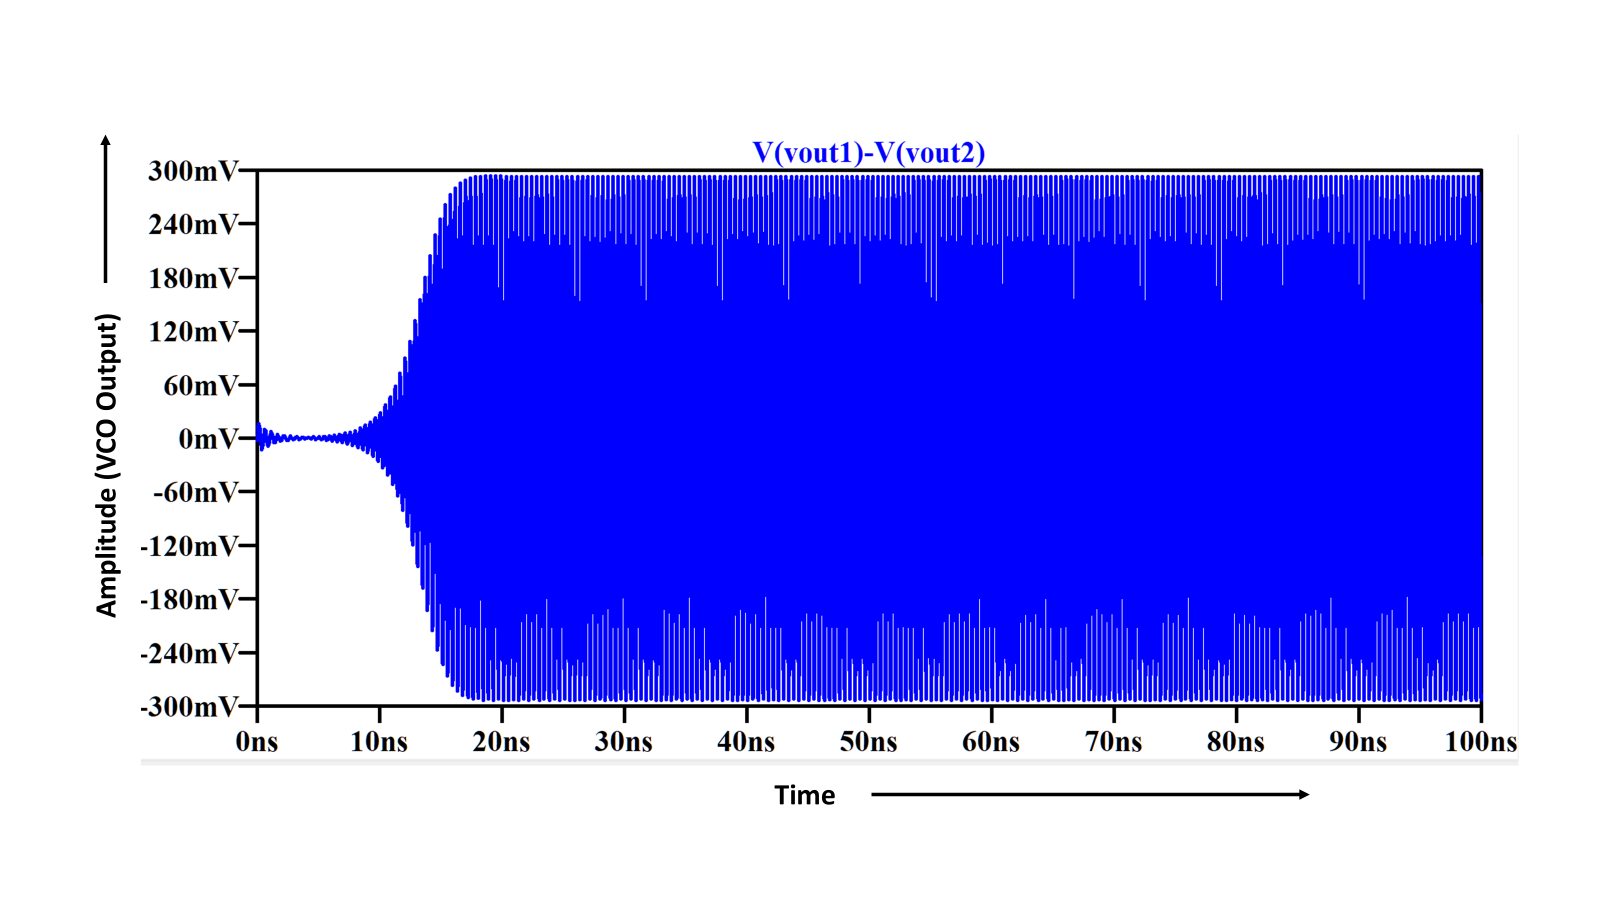 V(vout1)-V(vout2)
300mV
240mV
180mV
120mV
60mV
0mV
-60mV
-120mV
-180mV
-240mV
-300mV
Amplitude (VCO Output)
0ns 10ns 20ns 30ns 40ns 50ns 60ns 70ns 80ns 90ns 100ns
Time